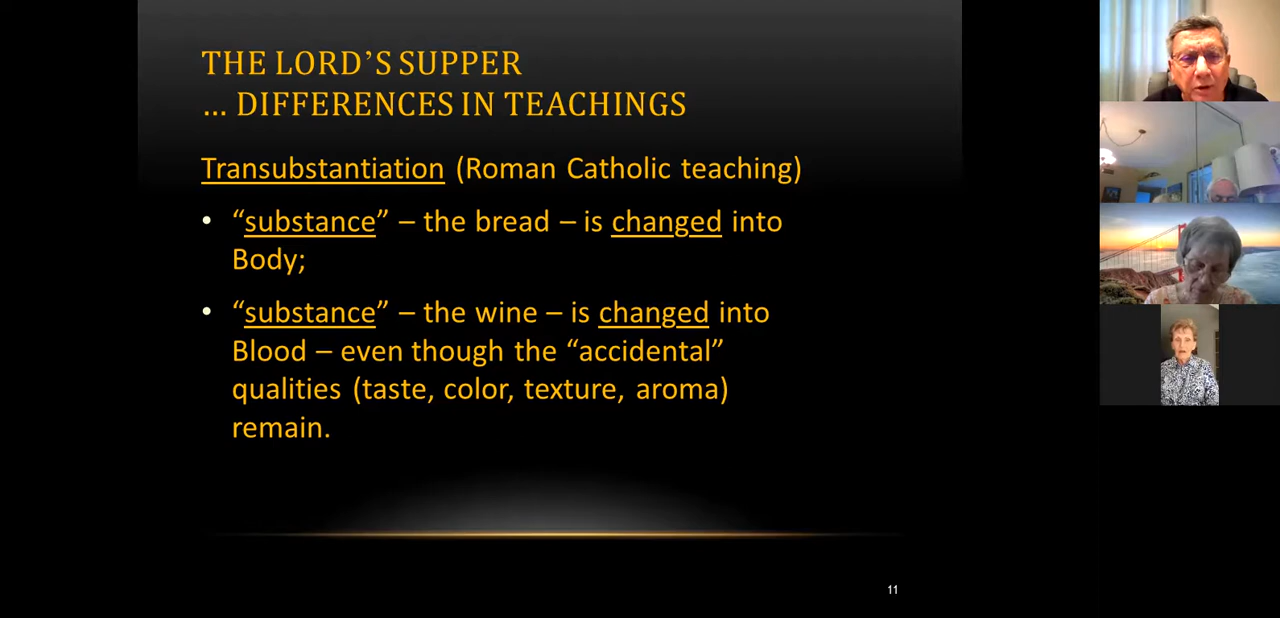 THE LORD’S SUPPER
… DIFFERENCES IN TEACHINGS
Transubstantiation (Roman Catholic teaching)
• “substance” – the bread – is changed into
Body;
• “substance” – the wine – is changed into
Blood – even though the “accidental”
qualities (taste, color, texture, aroma)
remain.
11